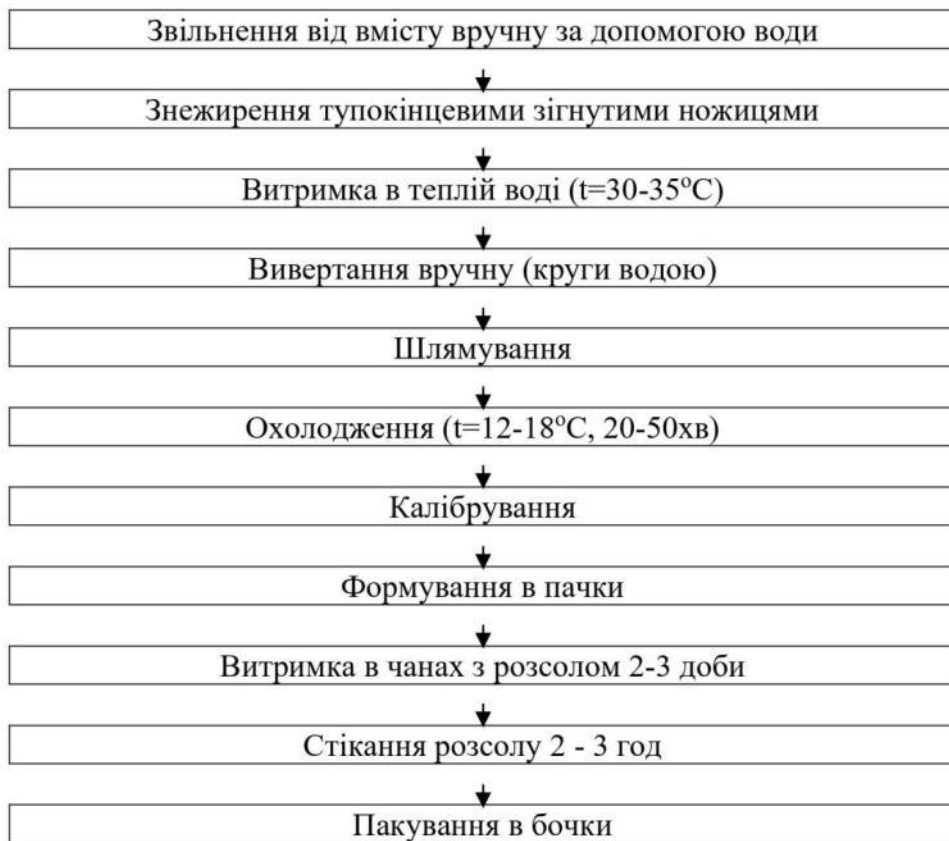 Звільнення від вмісту вручну за допомогою води
Знежирення тупокінцевими зігнутими ножицями
Витримка в теплій воді (t=30-35°С)
Вивертання вручну (круги водою)
Шлямування
Охолодження (t=12-18°С, 20-50хв)
Калібрування
Формування в пачки
Витримка в чанах з розсолом 2-3 доби
Стікання розсолу 2 - 3 год
Пакування в бочки